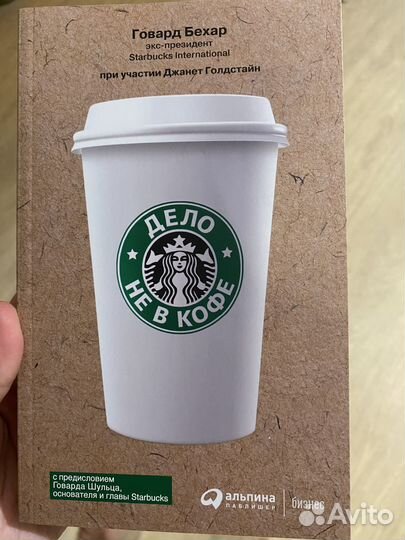 Говард Бехар
экс-президент
Starbucks International
при участии Джанет Голдстайн
ДЕЛО
НЕ В КОФЕ
с предисловием
Говарда Шульца,
основателя и главы Starbucks
альпина
ПАБЛИШЕР
бизнес
Avito